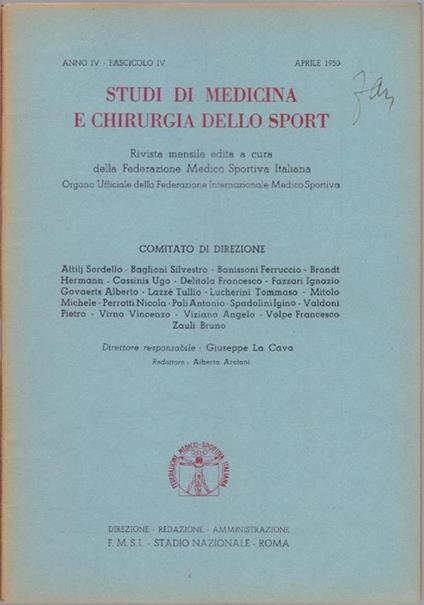 ANNO IV - FASCICOLO IV APRILE 1950
STUDI DI MEDICINA
E CHIRURGIA DELLO SPORT
Rivista mensile edita a cura
della Federazione Medico Sportiva Italiana
Organo Ufficiale della Federazione Internazionale Medico Sportiva
COMITATO DI DIREZIONE
Attilj Sordello - Baglioni Silvestro - Banissoni Ferruccio - Brandt
Hermann - Cassinis Ugo - Delitala Francesco - Fazzari Ignazio
Govaerts Alberto - Lazzé Tullio - Lucherini Tommaso - Mitolo
Michele - Perrotti Nicola - Poli Antonio - Spadolini Igino - Valdoni
Pietro - Virno Vincenzo - Viziano Angelo - Volpe Francesco
Zauli Bruno
Direttore responsabile : Giuseppe La Cava
Redattore : Alberto Arciani
FEDERAZIONE MEDICO-SPORTIVA ITALIANA
DIREZIONE - REDAZIONE - AMMINISTRAZIONE
F. M. S. I. - STADIO NAZIONALE - ROMA